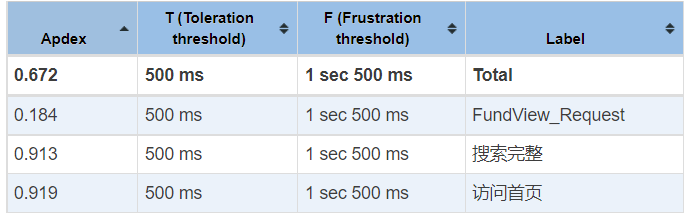 Apdex T (Toleration threshold) F (Frustration threshold) Label
0.672 500 ms 1 sec 500 ms Total
0.184 500 ms 1 sec 500 ms FundView_Request
0.913 500 ms 1 sec 500 ms 搜索完整
0.919 500 ms 1 sec 500 ms 访问首页